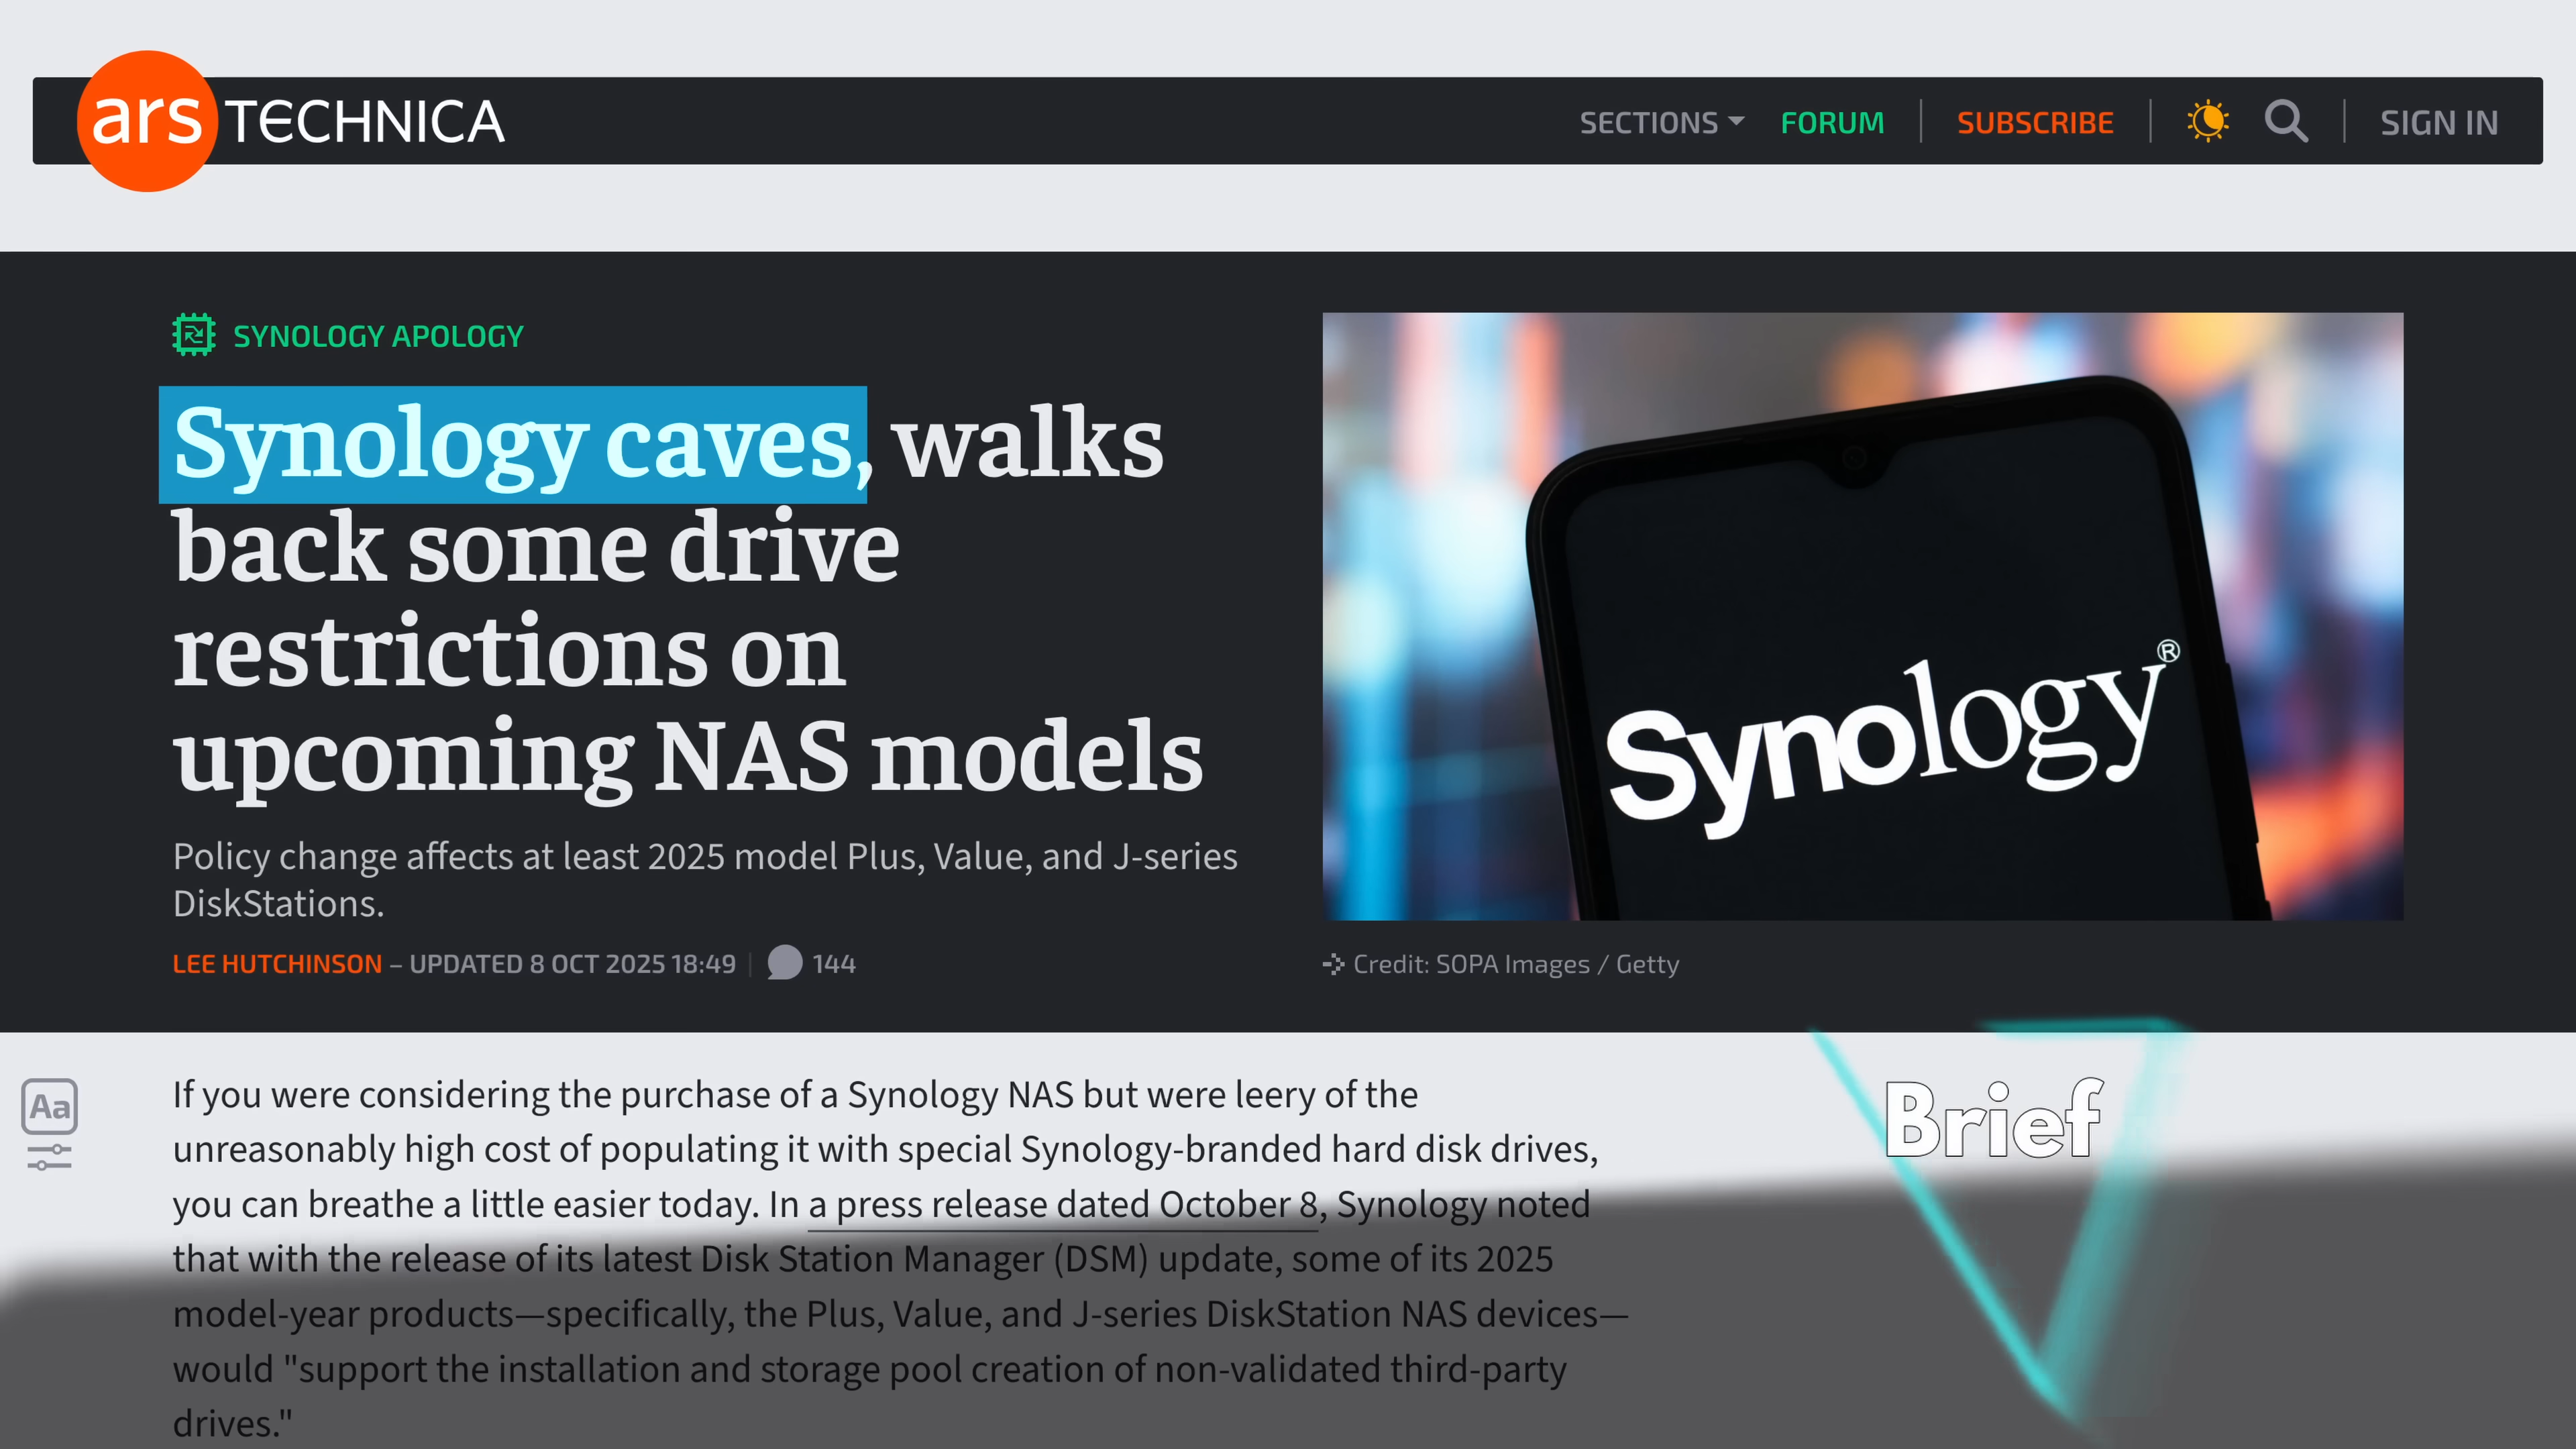 ars TECHNICA
SECTIONS FORUM SUBSCRIBE SIGN IN
SYNOLOGY APOLOGY
Synology caves, walks
back some drive
restrictions on
upcoming NAS models
Policy change affects at least 2025 model Plus, Value, and J-series
DiskStations.
LEE HUTCHINSON – UPDATED 8 OCT 2025 18:49 | 144
Synology®
Credit: SOPA Images / Getty
Aa
If you were considering the purchase of a Synology NAS but were leery of the
unreasonably high cost of populating it with special Synology-branded hard disk drives,
you can breathe a little easier today. In a press release dated October 8, Synology noted
that with the release of its latest Disk Station Manager (DSM) update, some of its 2025
model-year products—specifically, the Plus, Value, and J-series DiskStation NAS devices—
would "support the installation and storage pool creation of non-validated third-party
drives."
Brief